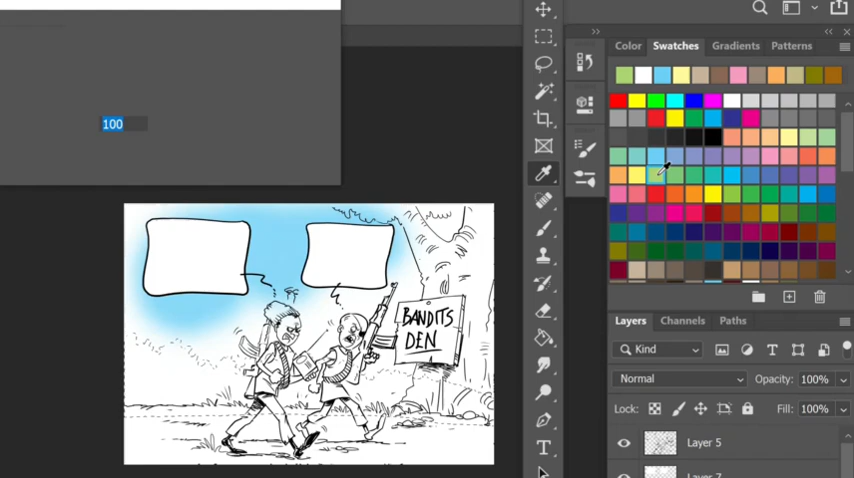 100
BANDITS
DEN
Color
Swatches
Gradients
Patterns
Layers
Channels
Paths
Kind
Normal
Opacity: 100%
Lock:
Fill: 100%
Layer 5
Layer 7